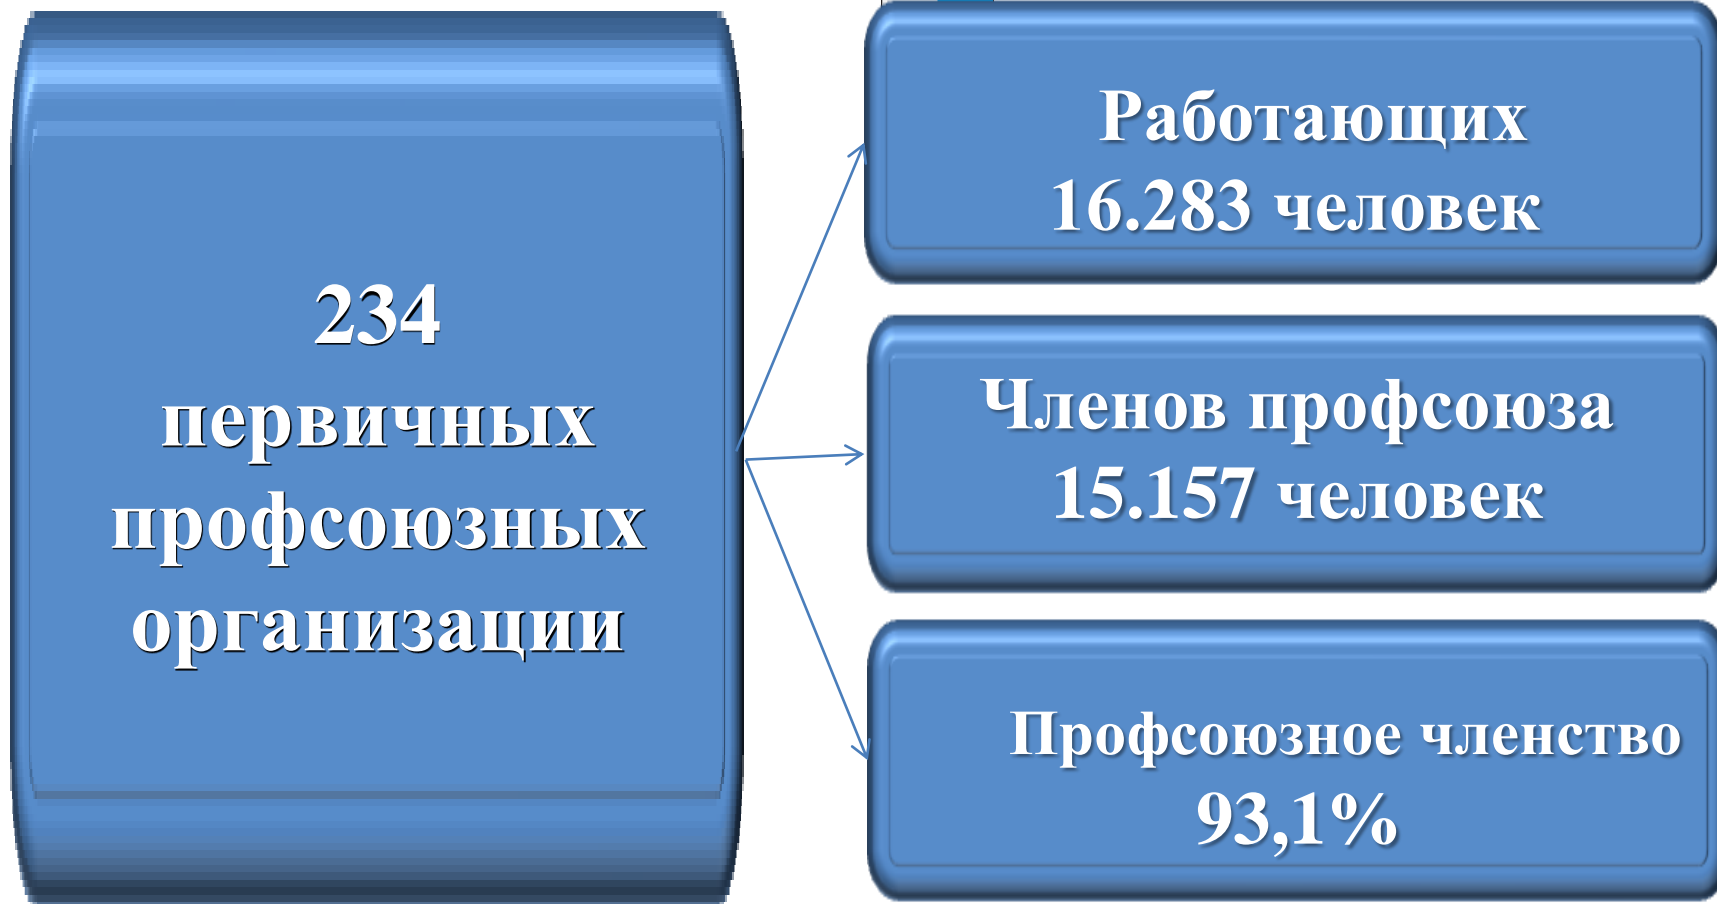 234
первичных
профсоюзных
организации
Работающих
16.283 человек
Членов профсоюза
15.157 человек
Профсоюзное членство
93,1%